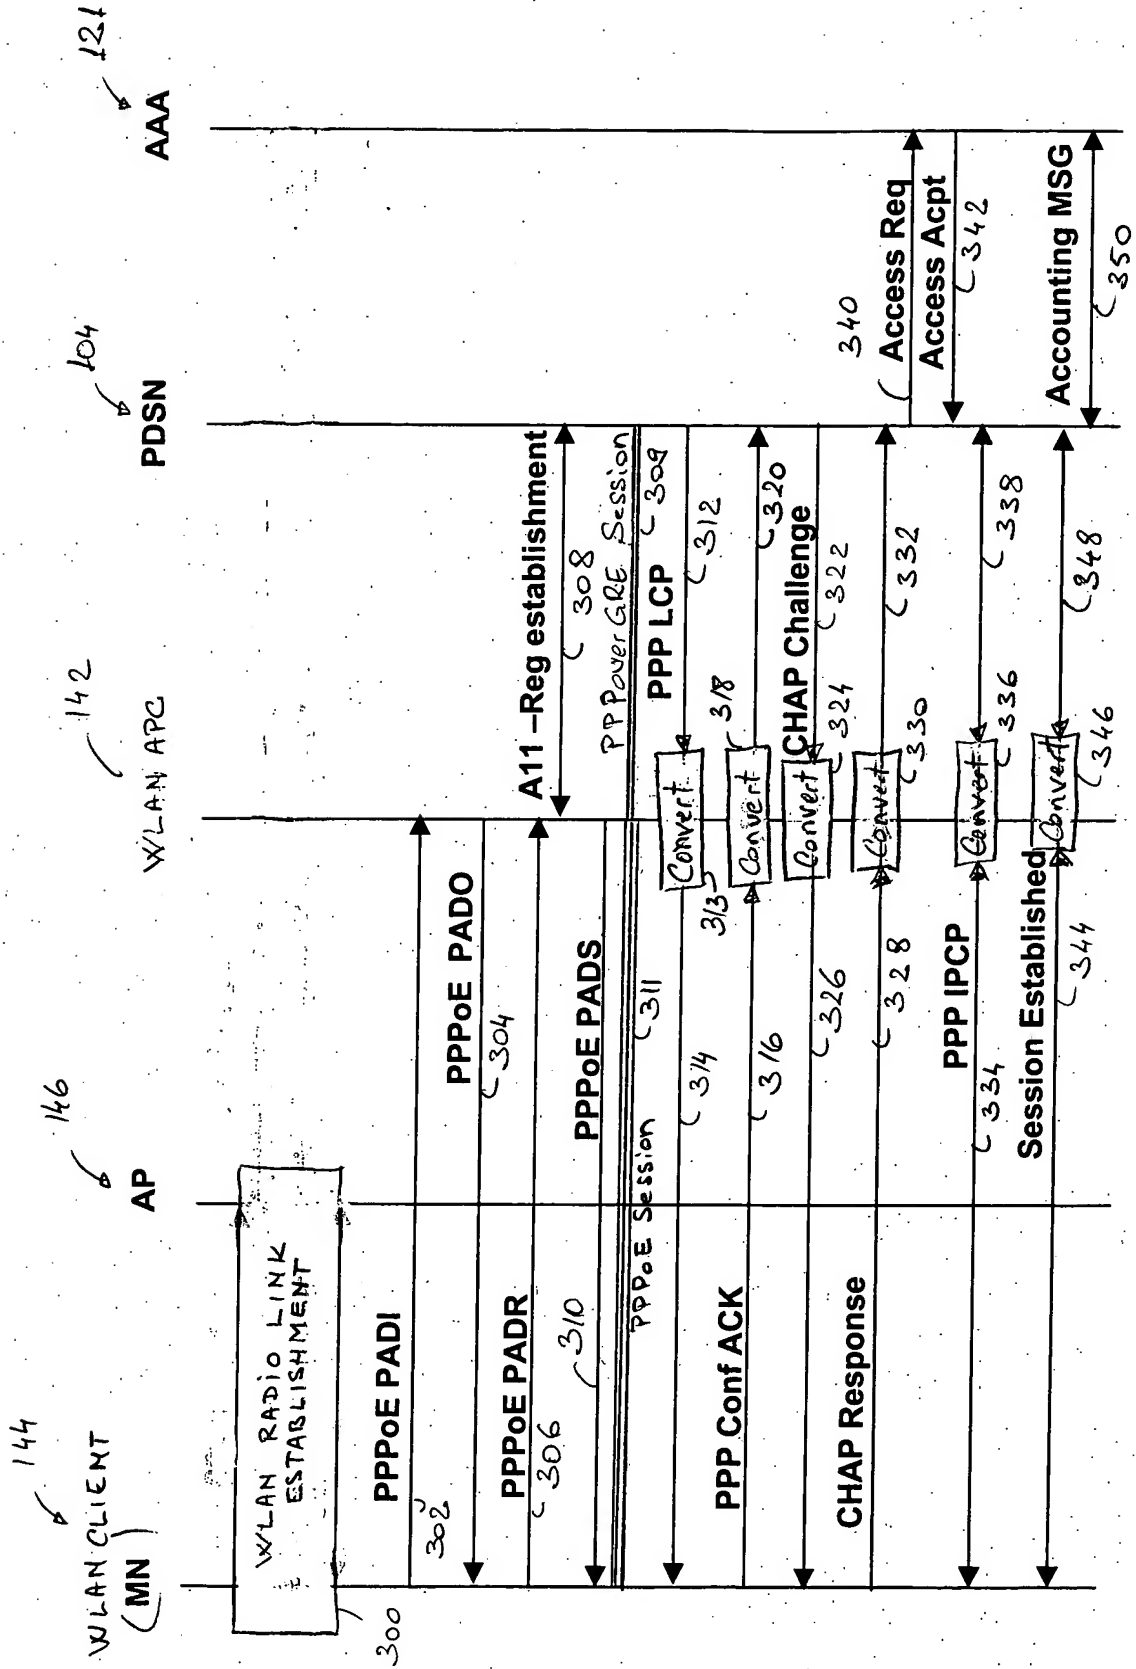 144
WLAN CLIENT
MN
146
AP
142
WLAN APC
104
PDSN
121
AAA
WLAN RADIO LINK
ESTABLISHMENT
300
PPPoE PADI
302
PPPoE PADO
304
PPPoE PADR
306
A11 –Reg establishment
308
PPPoE PADS
310
PPPoE Session
311
PPPoverGRE Session
309
PPP LCP
312
Convert
313
314
PPP Conf ACK
316
Convert
318
320
CHAP Challenge
322
Convert
324
326
CHAP Response
328
Convert
330
332
340
Access Req
Access Acpt
342
PPP IPCP
334
Convert
336
338
Session Established
344
Convert
346
348
Accounting MSG
350